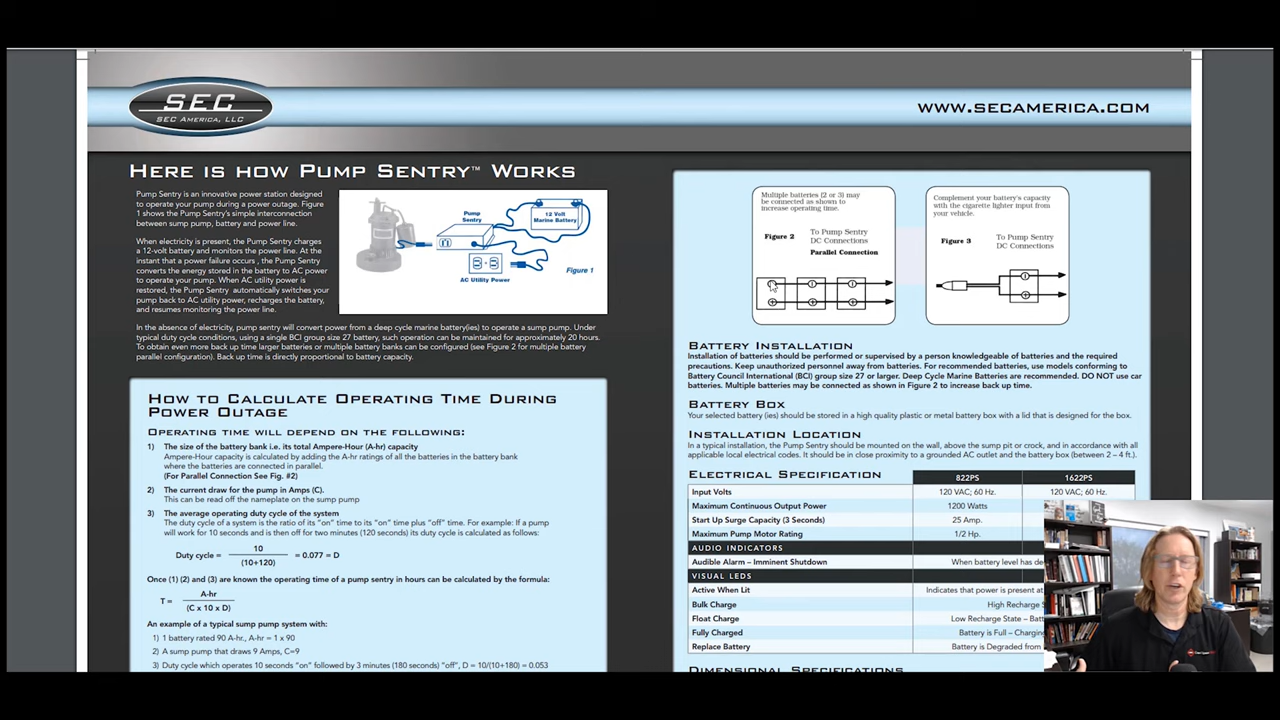 SEC
SEC AMERICA, LLC
WWW.SECAMERICA.COM
HERE IS HOW PUMP SENTRY™ WORKS
Pump Sentry is an innovative power station designed
to operate your pump during a power outage. Figure
1 shows the Pump Sentry's simple interconnection
between sump pump, battery and power line.
When electricity is present, the Pump Sentry charges
a 12-volt battery and monitors the power line. At the
instant that a power failure occurs , the Pump Sentry
converts the energy stored in the battery to AC power
to operate your pump. When AC utility power is
restored, the Pump Sentry automatically switches your
pump back to AC utility power, recharges the battery,
and resumes monitoring the power line.
Pump
Sentry
12 Volt
Marine Battery
AC Utility Power
Figure 1
In the absence of electricity, pump sentry will convert power from a deep cycle marine battery(ies) to operate a sump pump. Under
typical duty cycle conditions, using a single BCI group size 27 battery, such operation can be maintained for approximately 20 hours.
To obtain even more back up time larger batteries or multiple battery banks can be configured (see Figure 2 for multiple battery
parallel configuration). Back up time is directly proportional to battery capacity.
HOW TO CALCULATE OPERATING TIME DURING
POWER OUTAGE
OPERATING TIME WILL DEPEND ON THE FOLLOWING:
1) The size of the battery bank i.e. its total Ampere-Hour (A-hr) capacity
Ampere-Hour capacity is calculated by adding the A-hr ratings of all the batteries in the battery bank
where the batteries are connected in parallel.
(For Parallel Connection See Fig. #2)
2) The current draw for the pump in Amps (C).
This can be read off the nameplate on the sump pump
3) The average operating duty cycle of the system
The duty cycle of a system is the ratio of its "on" time to its "on" time plus "off" time. For example: If a pump
will work for 10 seconds and is then off for two minutes (120 seconds) its duty cycle is calculated as follows:
10
Duty cycle = = 0.077 = D
(10+120)
Once (1) (2) and (3) are known the operating time of a pump sentry in hours can be calculated by the formula:
A-hr
T =
(C x 10 x D)
An example of a typical sump pump system with:
1) 1 battery rated 90 A-hr., A-hr = 1 x 90
2) A sump pump that draws 9 Amps, C=9
3) Duty cycle which operates 10 seconds "on" followed by 3 minutes (180 seconds) "off", D = 10/(10+180) = 0.053
Multiple batteries (2 or 3) may
be connected as shown to
increase operating time.
Figure 2
To Pump Sentry
DC Connections
Parallel Connection
Complement your battery's capacity
with the cigarette lighter input from
your vehicle.
Figure 3
To Pump Sentry
DC Connections
BATTERY INSTALLATION
Installation of batteries should be performed or supervised by a person knowledgeable of batteries and the required
precautions. Keep unauthorized personnel away from batteries. For recommended batteries, use models conforming to
Battery Council International (BCI) group size 27 or larger. Deep Cycle Marine Batteries are recommended. DO NOT use car
batteries. Multiple batteries may be connected as shown in Figure 2 to increase back up time.
BATTERY BOX
Your selected battery (ies) should be stored in a high quality plastic or metal battery box with a lid that is designed for the box.
INSTALLATION LOCATION
In a typical installation, the Pump Sentry should be mounted on the wall, above the sump pit or crock, and in accordance with all
applicable local electrical codes. It should be in close proximity to a grounded AC outlet and the battery box (between 2 – 4 ft.).
ELECTRICAL SPECIFICATION 822PS 1622PS
Input Volts 120 VAC; 60 Hz. 120 VAC; 60 Hz.
Maximum Continuous Output Power 1200 Watts
Start Up Surge Capacity (3 Seconds) 25 Amp.
Maximum Pump Motor Rating 1/2 Hp.
AUDIO INDICATORS
Audible Alarm – Imminent Shutdown When battery level has
VISUAL LEDS
Active When Lit Indicates that power is present at
Bulk Charge High Recharge
Float Charge Low Recharge State –
Fully Charged Battery is Full –
Replace Battery Battery is Degraded from
DIMENSIONAL SPECIFICATIONS